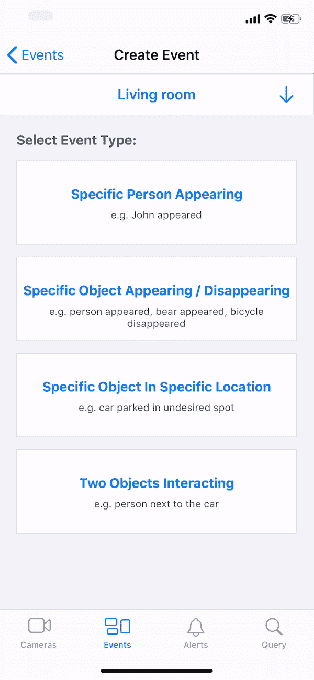 Events
Create Event
Living room
Select Event Type:
Specific Person Appearing
e.g. John appeared
Specific Object Appearing / Disappearing
e.g. person appeared, bear appeared, bicycle
disappeared
Specific Object In Specific Location
e.g. car parked in undesired spot
Two Objects Interacting
e.g. person next to the car
Cameras
Events
Alerts
Query